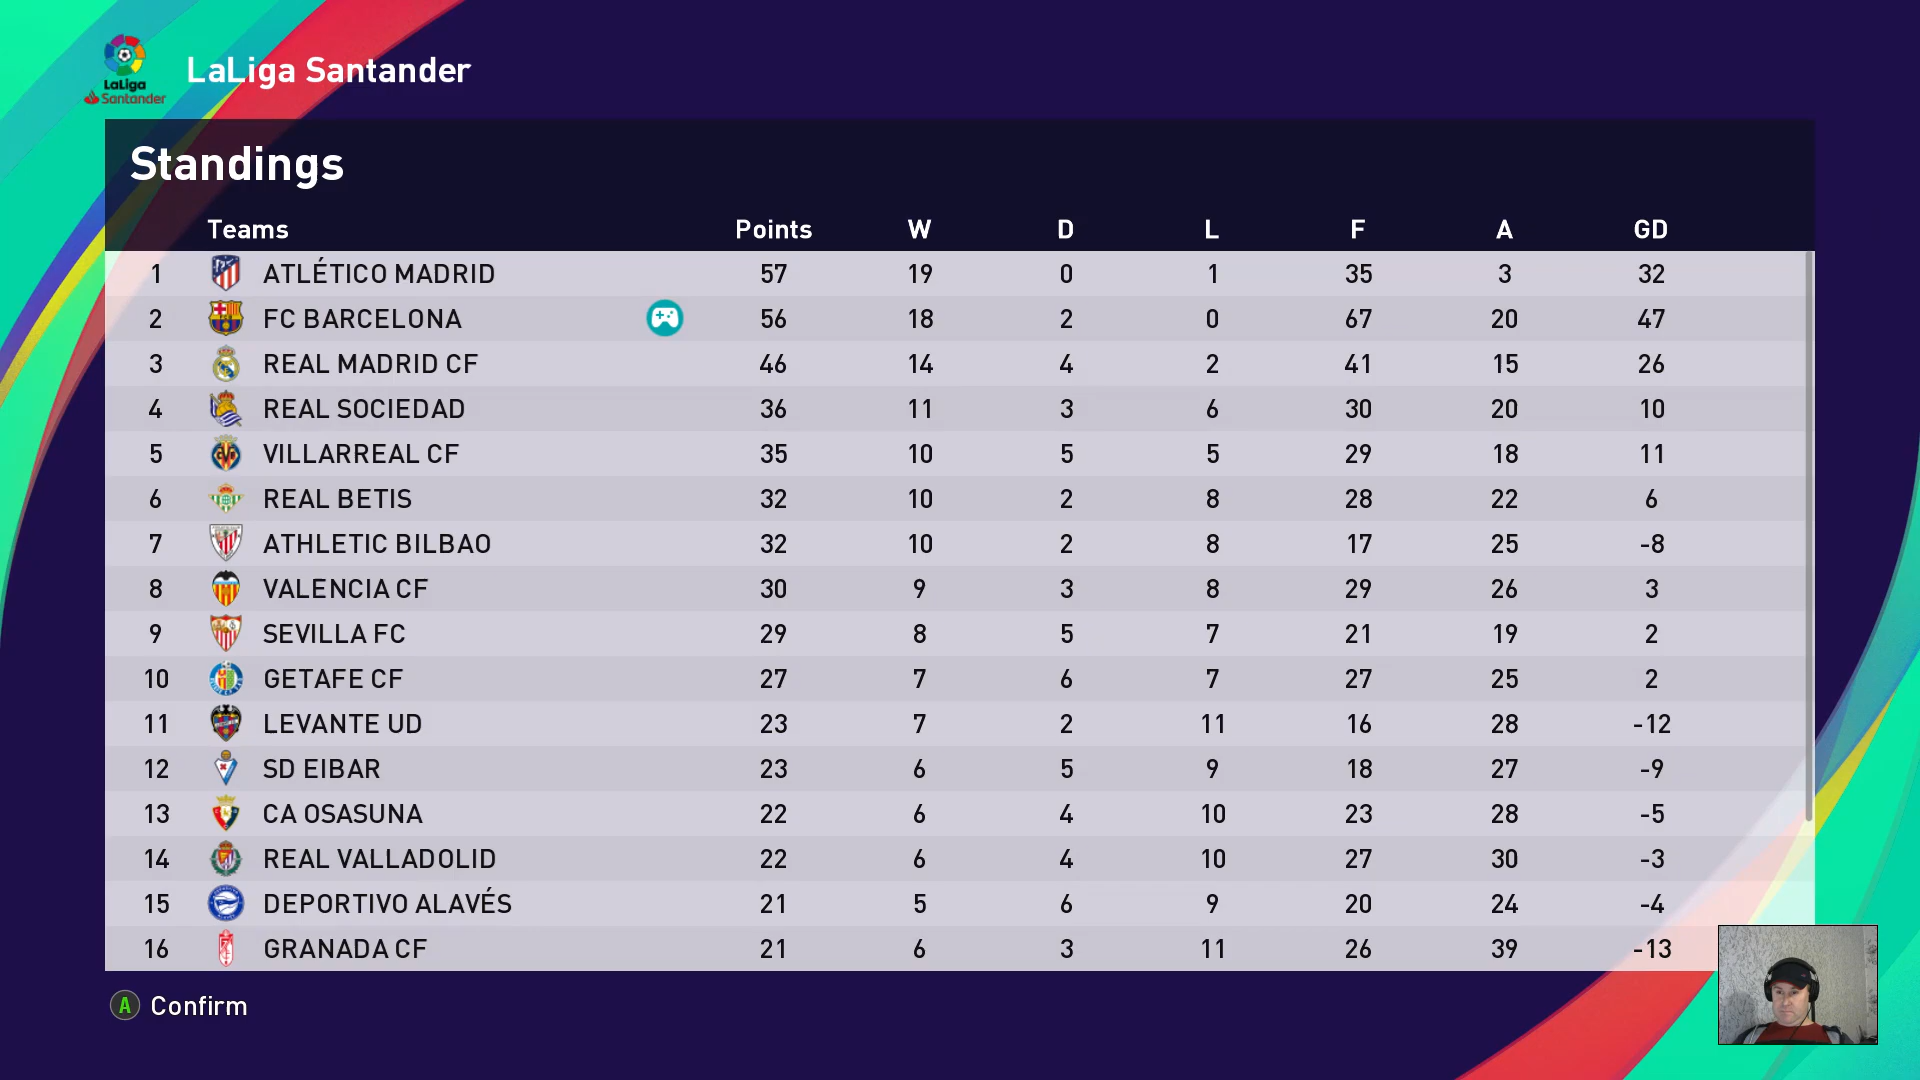 LaLiga
Santander
LaLiga Santander
Standings
Teams Points W D L F A GD
1 ATLÉTICO MADRID 57 19 0 1 35 3 32
2 FC BARCELONA 56 18 2 0 67 20 47
3 REAL MADRID CF 46 14 4 2 41 15 26
4 REAL SOCIEDAD 36 11 3 6 30 20 10
5 VILLARREAL CF 35 10 5 5 29 18 11
6 REAL BETIS 32 10 2 8 28 22 6
7 ATHLETIC BILBAO 32 10 2 8 17 25 -8
8 VALENCIA CF 30 9 3 8 29 26 3
9 SEVILLA FC 29 8 5 7 21 19 2
10 GETAFE CF 27 7 6 7 27 25 2
11 LEVANTE UD 23 7 2 11 16 28 -12
12 SD EIBAR 23 6 5 9 18 27 -9
13 CA OSASUNA 22 6 4 10 23 28 -5
14 REAL VALLADOLID 22 6 4 10 27 30 -3
15 DEPORTIVO ALAVÉS 21 5 6 9 20 24 -4
16 GRANADA CF 21 6 3 11 26 39 -13
A Confirm